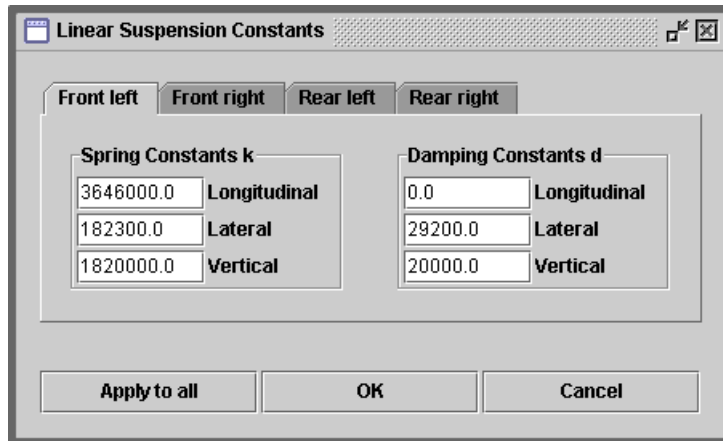 Linear Suspension Constants
Front left Front right Rear left Rear right
Spring Constants k Damping Constants d
3646000.0 Longitudinal 0.0 Longitudinal
182300.0 Lateral 29200.0 Lateral
1820000.0 Vertical 20000.0 Vertical
Apply to all OK Cancel